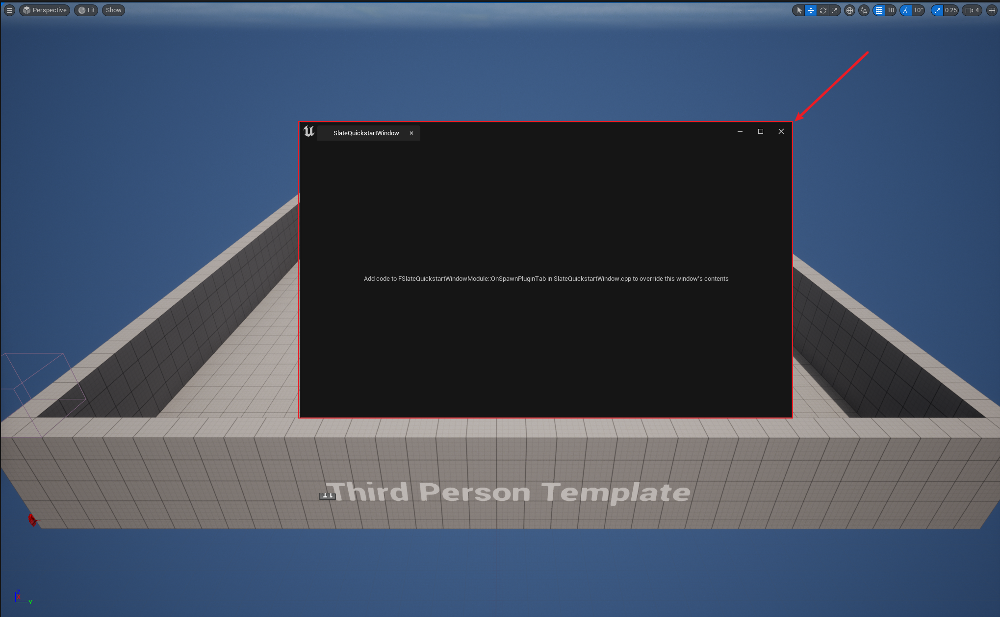 Perspective Lit Show 10 10° 0.25 4
SlateQuickstartWindow
Add code to FSlateQuickstartWindowModule::OnSpawnPluginTab in SlateQuickstartWindow.cpp to override this window's contents
Third Person Template
Z
X
Y